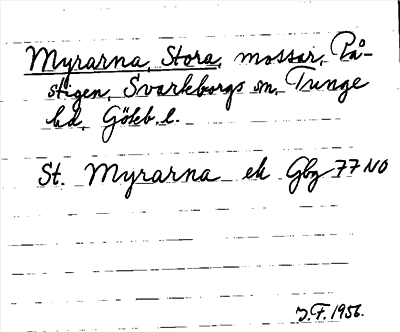 Myrarna, Stora, mossar, På-
stigen, Svarteborgs sn, Tunge
hd, Göteb. l.
St. Myrarna ek Gbg 77 NO
J.F. 1956.